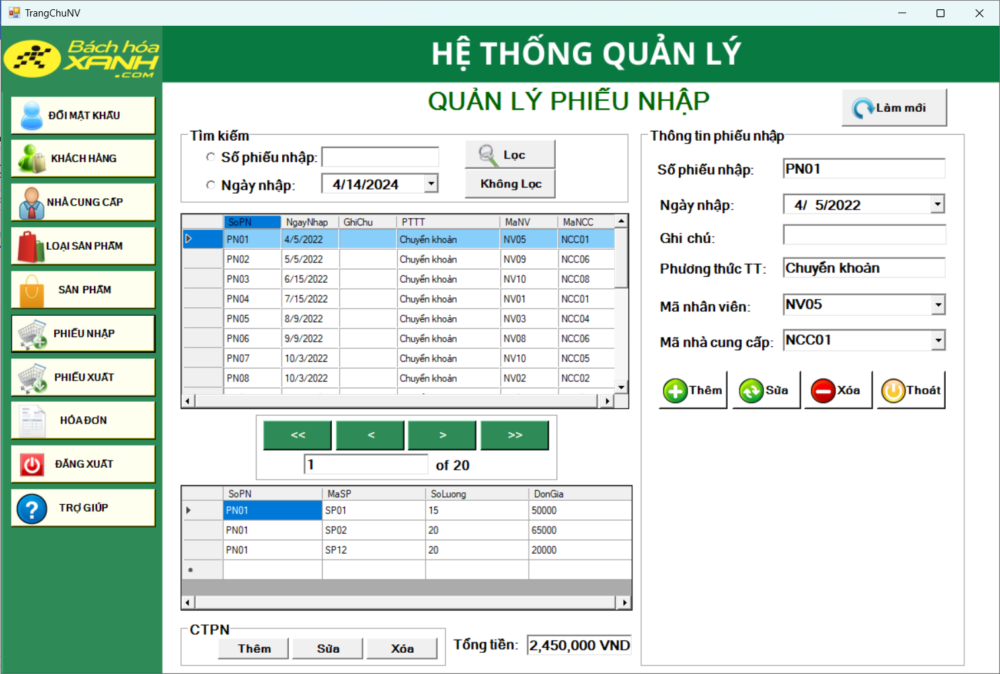 TrangChuNV
Bách hóa
XANH
.COM
HỆ THỐNG QUẢN LÝ
QUẢN LÝ PHIẾU NHẬP
Làm mới
ĐỔI MẬT KHẨU
KHÁCH HÀNG
NHÀ CUNG CẤP
LOẠI SẢN PHẨM
SẢN PHẨM
PHIẾU NHẬP
PHIẾU XUẤT
HÓA ĐƠN
ĐĂNG XUẤT
TRỢ GIÚP
Tìm kiếm
Số phiếu nhập:
Lọc
Ngày nhập: 4/14/2024
Không Lọc
SoPN NgayNhap GhiChu PTTT MaNV MaNCC
PN01 4/5/2022 Chuyển khoản NV05 NCC01
PN02 5/5/2022 Chuyển khoản NV09 NCC06
PN03 6/15/2022 Chuyển khoản NV10 NCC08
PN04 7/15/2022 Chuyển khoản NV01 NCC01
PN05 8/9/2022 Chuyển khoản NV03 NCC04
PN06 9/9/2022 Chuyển khoản NV08 NCC06
PN07 10/3/2022 Chuyển khoản NV10 NCC05
PN08 10/3/2022 Chuyển khoản NV02 NCC02
<< < > >>
1 of 20
SoPN MaSP SoLuong DonGia
PN01 SP01 15 50000
PN01 SP02 20 65000
PN01 SP12 20 20000
*
CTPN
Thêm Sửa Xóa
Tổng tiền: 2,450,000 VND
Thông tin phiếu nhập
Số phiếu nhập: PN01
Ngày nhập: 4/ 5/2022
Ghi chú:
Phương thức TT: Chuyển khoản
Mã nhân viên: NV05
Mã nhà cung cấp: NCC01
Thêm Sửa Xóa Thoát